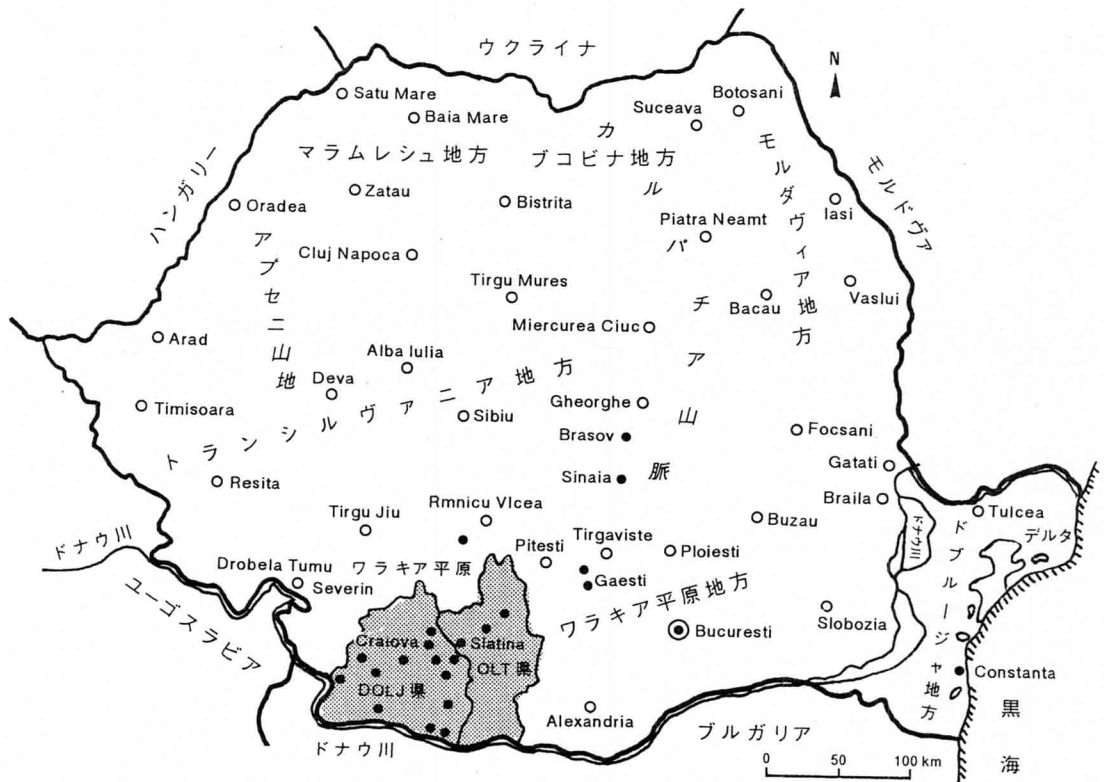 ウクライナ
N
Satu Mare
Baia Mare
Suceava
Botosani
マラムレシュ地方
ブコビナ地方
カルパチア山脈
モルダヴィア地方
モルドヴァ
ハンガリー
Zatau
Oradea
Bistrita
Iasi
Piatra Neamt
アプセニ山地
Cluj Napoca
Tirgu Mures
Bacau
Vaslui
Miercurea Ciuc
Arad
Alba Iulia
Deva
トランシルヴァニア地方
Timisoara
Sibiu
Gheorghe
Brasov
Focsani
Gatati
Resita
Sinaia
Braila
Rmnicu Vlcea
Tirgu Jiu
Buzau
ドナウ川
Tulcea
デルタ
ドナウ川
Drobela Tumu
Severin
ワラキア平原
Pitesti
Tirgaviste
Ploiesti
Gaesti
ワラキア平原地方
ドブルージャ地方
ユーゴスラビア
Slobozia
Craiova
Slatina
OLT県
DOLJ県
Bucuresti
Constanta
Alexandria
ドナウ川
ブルガリア
黒海
0 50 100 km